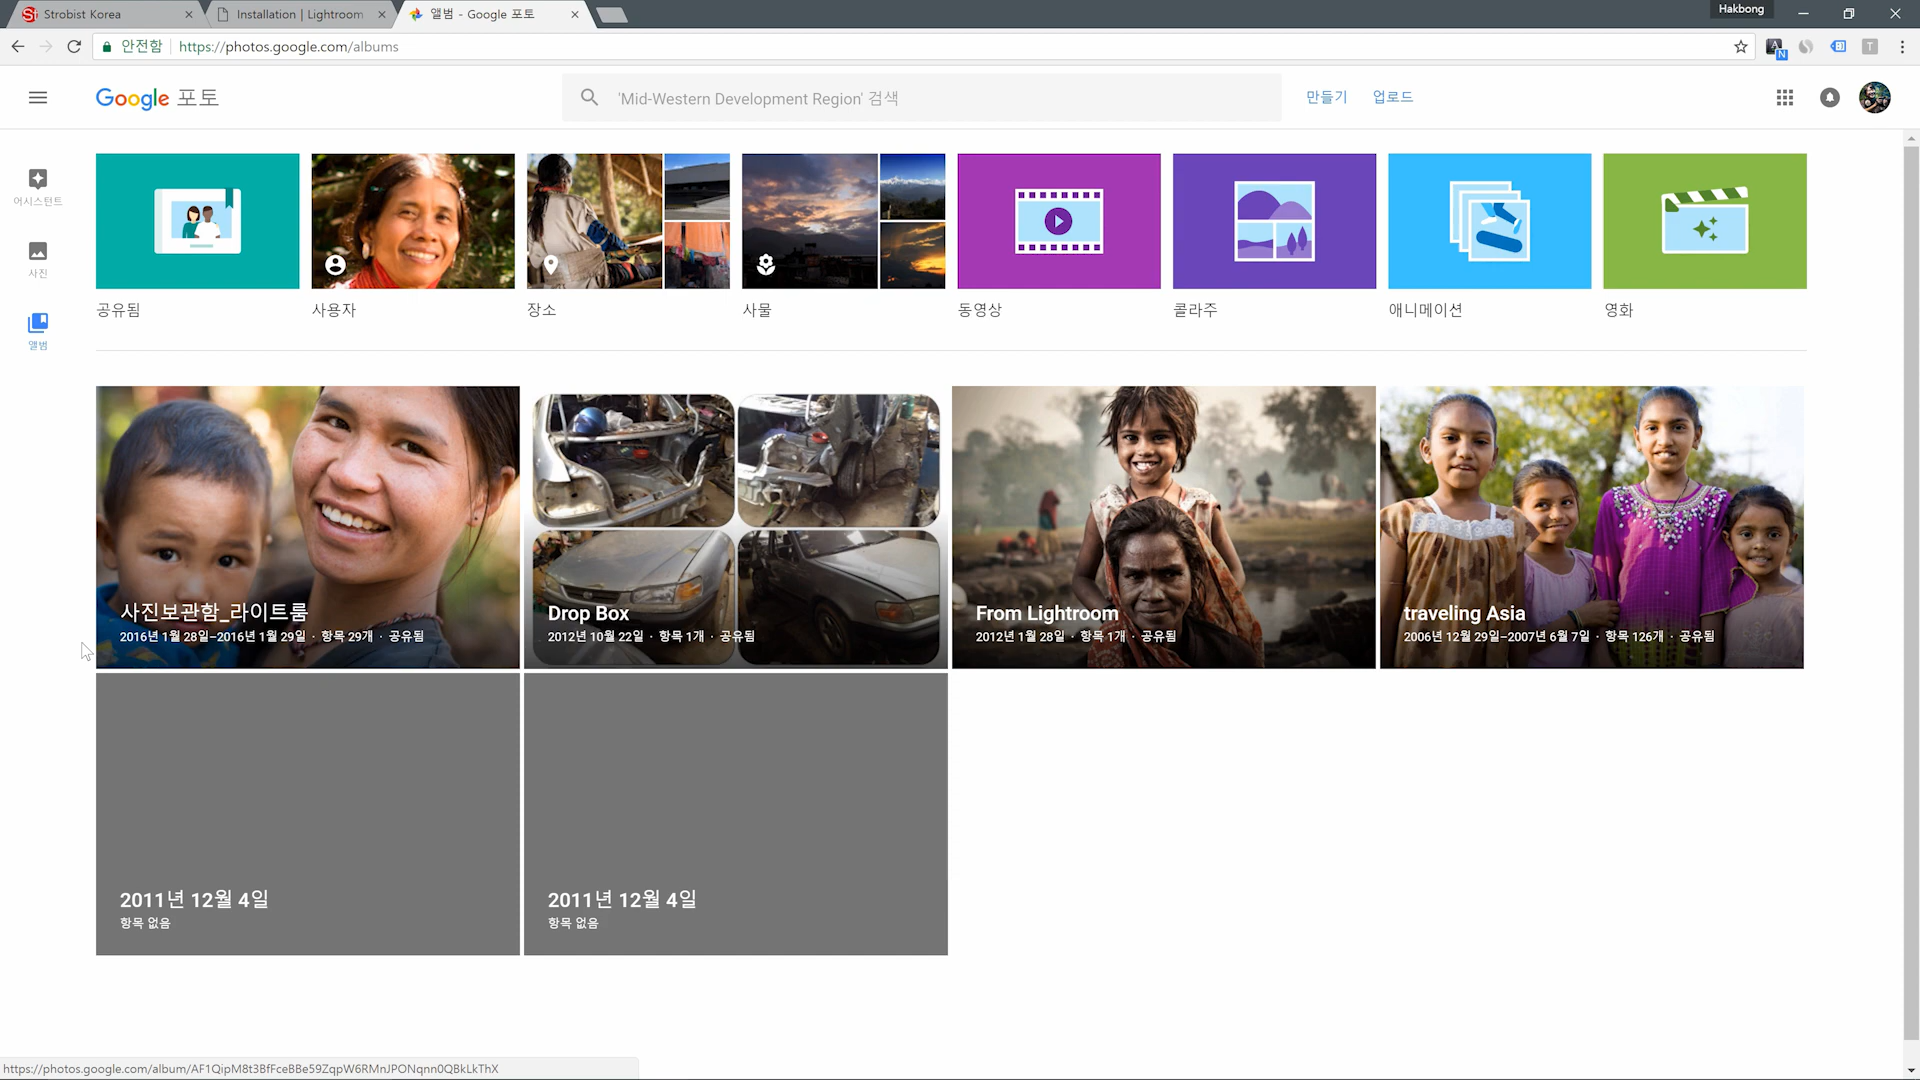 Strobist Korea
Installation | Lightroom
앨범 - Google 포토
Hakbong
안전함
https://photos.google.com/albums
Google 포토
'Mid-Western Development Region' 검색
만들기
업로드
어시스턴트
사진
앨범
공유됨
사용자
장소
사물
동영상
콜라주
애니메이션
영화
사진보관함_라이트룸
2016년 1월 28일–2016년 1월 29일 · 항목 29개 · 공유됨
Drop Box
2012년 10월 22일 · 항목 1개 · 공유됨
From Lightroom
2012년 1월 28일 · 항목 1개 · 공유됨
traveling Asia
2006년 12월 29일–2007년 6월 7일 · 항목 126개 · 공유됨
2011년 12월 4일
항목 없음
2011년 12월 4일
항목 없음
https://photos.google.com/album/AF1QipM8t3BfFceBBe59ZqpW6RMnJPONqnn0QBkLkThX